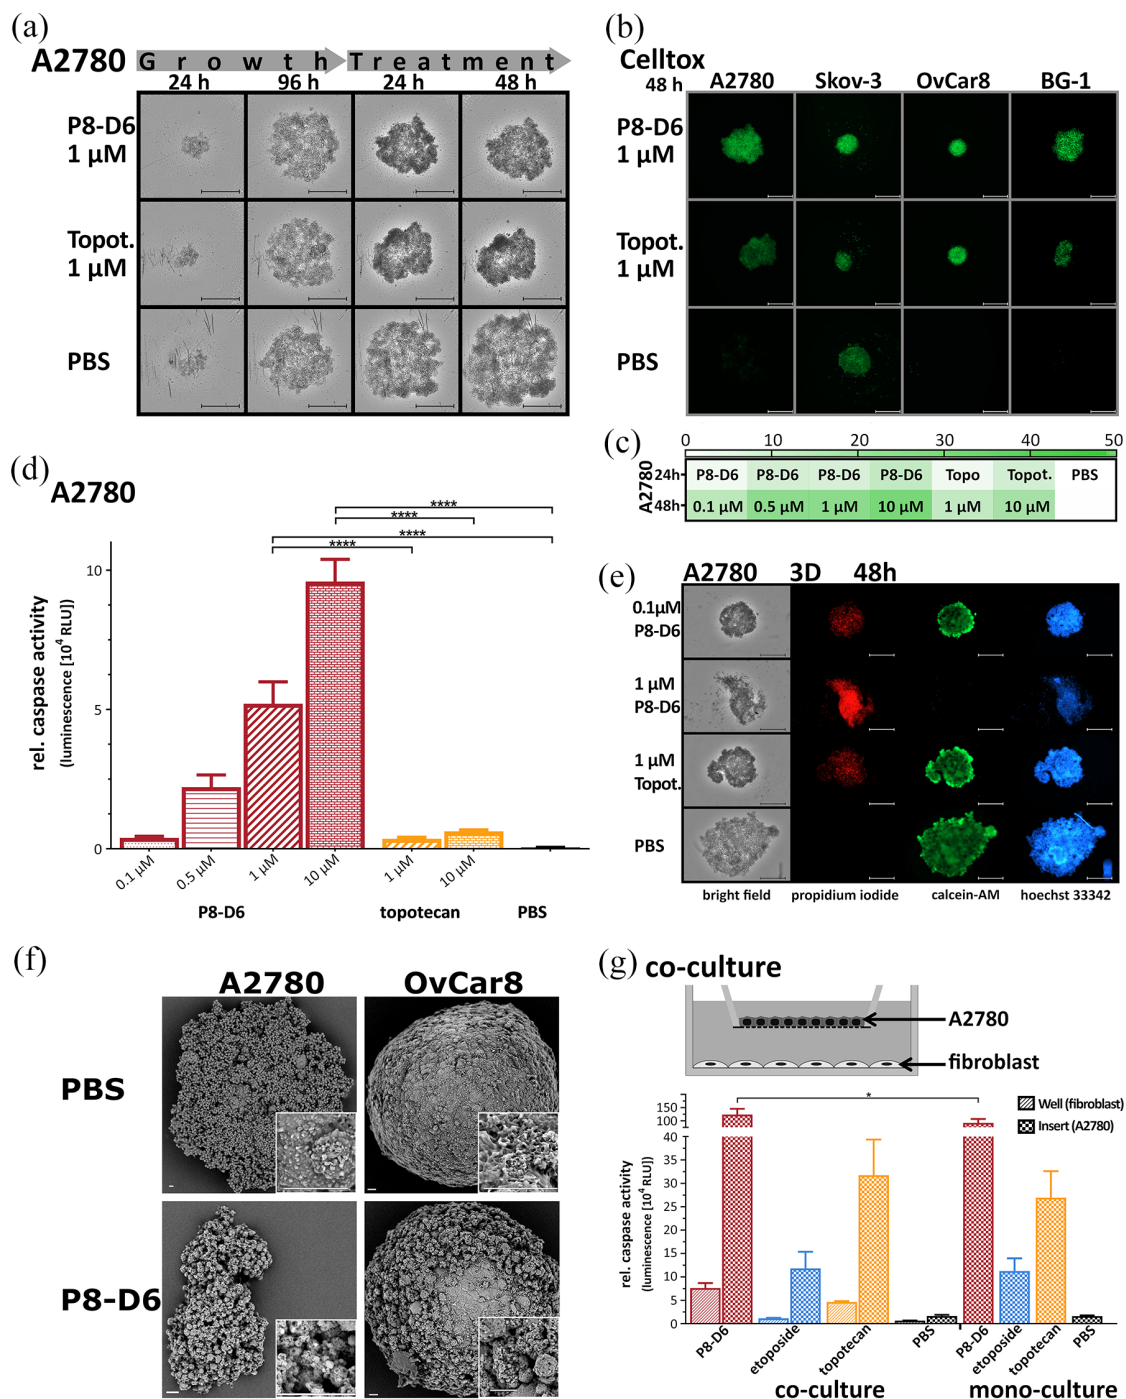 (a)
A2780
Growth Treatment
24 h 96 h 24 h 48 h
P8-D6
1 µM
Topot.
1 µM
PBS
(b)
Celltox
48 h A2780 Skov-3 OvCar8 BG-1
P8-D6
1 µM
Topot.
1 µM
PBS
(c)
0 10 20 30 40 50
A2780
24h P8-D6 P8-D6 P8-D6 P8-D6 Topo Topot. PBS
48h 0.1 µM 0.5 µM 1 µM 10 µM 1 µM 10 µM
(d)
A2780
**** 
****
****
****
rel. caspase activity
(luminescence [10⁴ RLU])
10
5
0
0.1 µM 0.5 µM 1 µM 10 µM 1 µM 10 µM
P8-D6 topotecan PBS
(e)
A2780 3D 48h
0.1µM
P8-D6
1 µM
P8-D6
1 µM
Topot.
PBS
bright field propidium iodide calcein-AM hoechst 33342
(f)
A2780 OvCar8
PBS
P8-D6
(g)
co-culture
A2780
fibroblast
*
Well (fibroblast)
Insert (A2780)
rel. caspase activity
(luminescence [10⁴ RLU])
150
100
40
35
30
25
20
15
10
5
0
P8-D6 etoposide topotecan PBS P8-D6 etoposide topotecan PBS
co-culture mono-culture